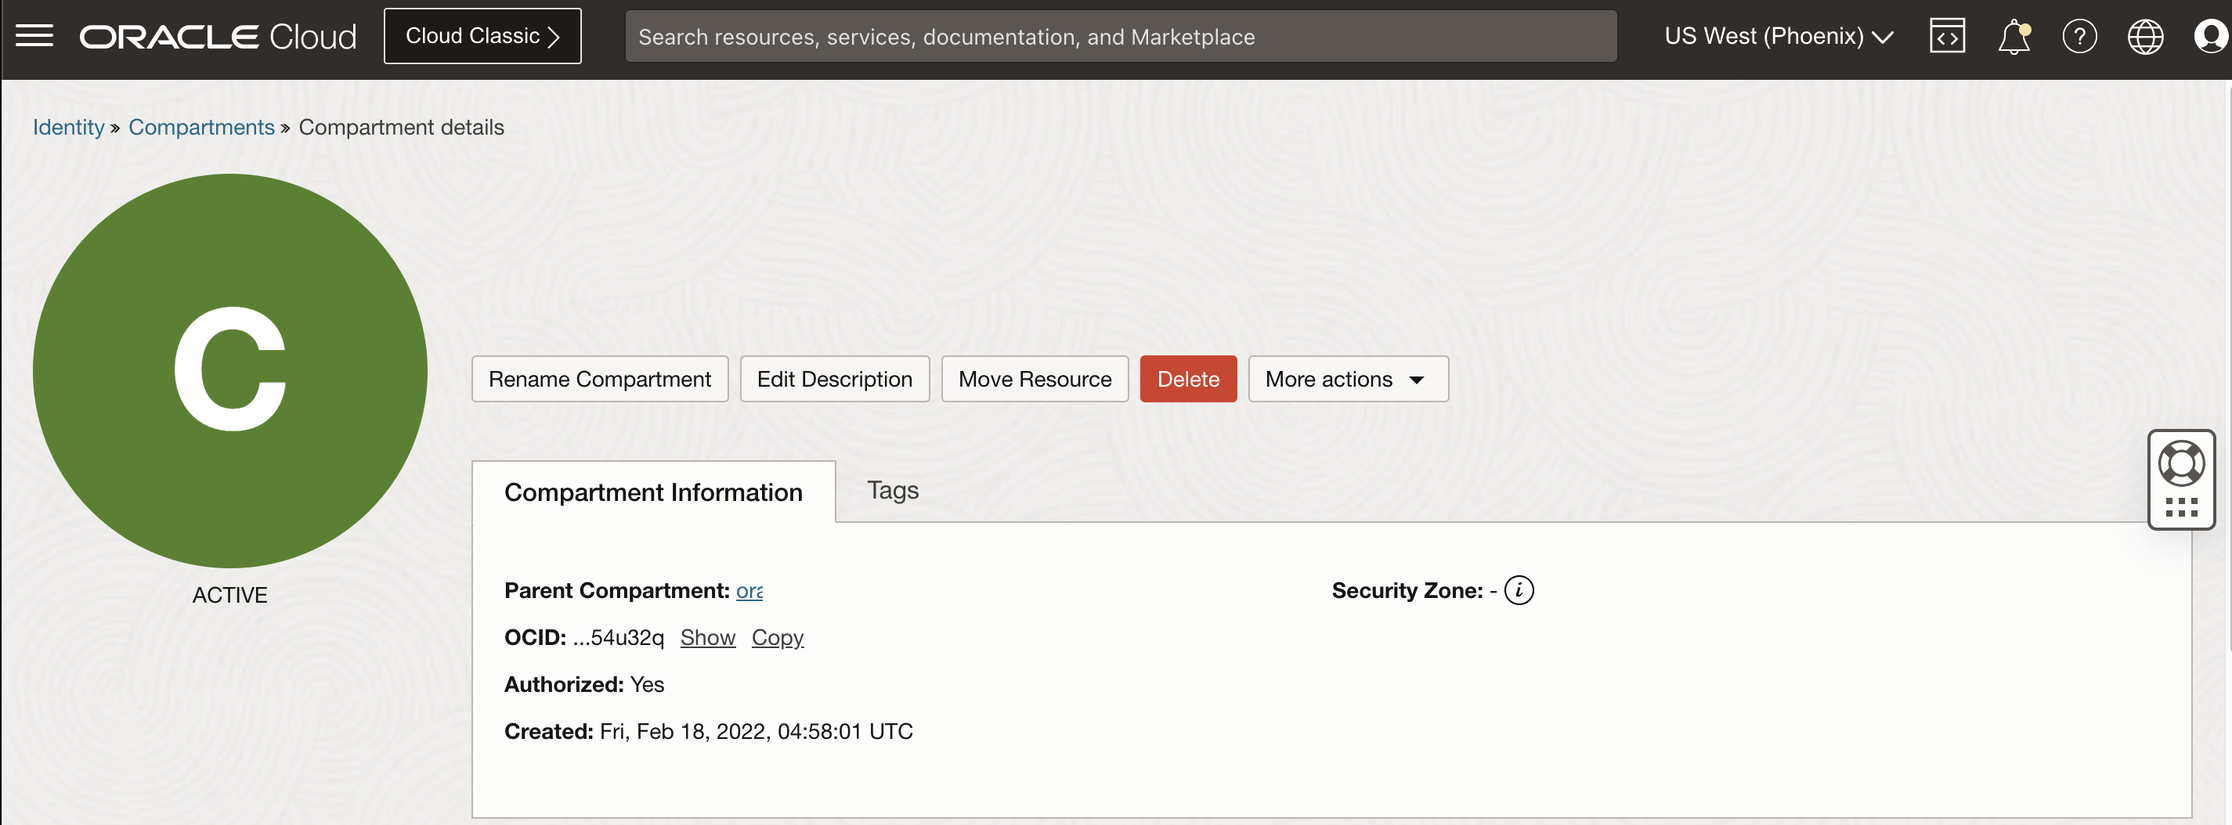 ORACLE Cloud
Cloud Classic
Search resources, services, documentation, and Marketplace
US West (Phoenix)
Identity » Compartments » Compartment details
C
ACTIVE
Rename Compartment
Edit Description
Move Resource
Delete
More actions
Compartment Information
Tags
Parent Compartment: ora
OCID: ...54u32q Show Copy
Authorized: Yes
Created: Fri, Feb 18, 2022, 04:58:01 UTC
Security Zone: -